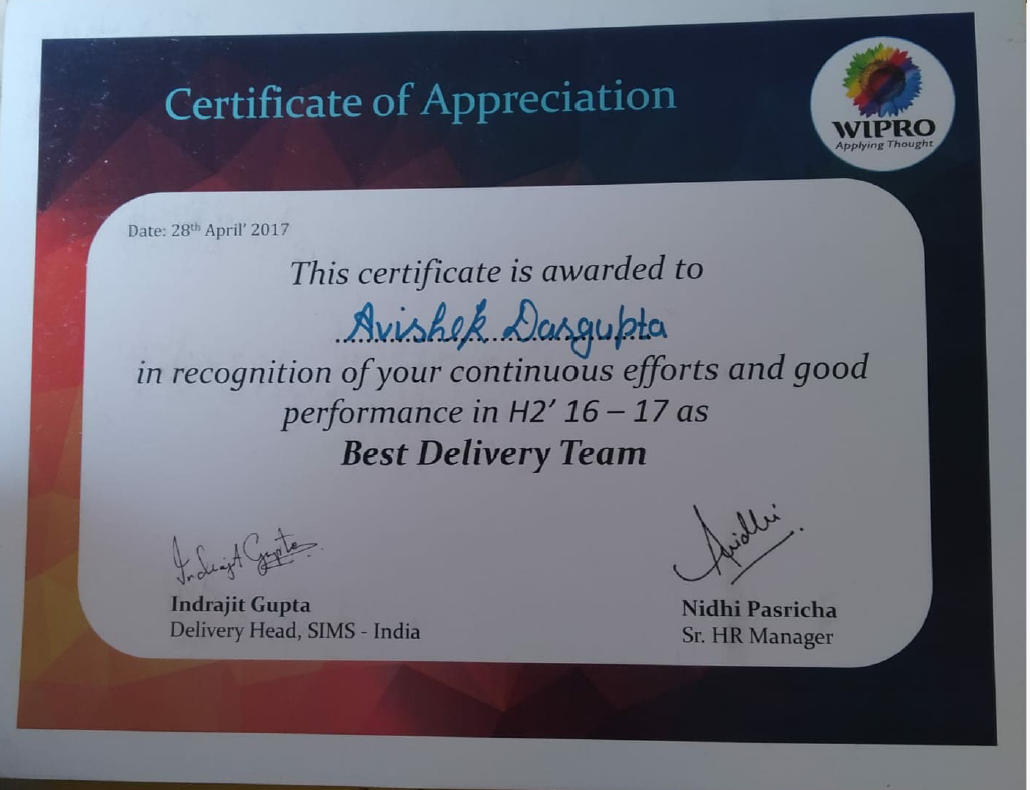 Certificate of Appreciation
WIPRO
Applying Thought
Date: 28th April' 2017
This certificate is awarded to
Avishek Dasgupta
in recognition of your continuous efforts and good
performance in H2' 16 – 17 as
Best Delivery Team
Indrajit Gupta
Nidhi
Indrajit Gupta
Nidhi Pasricha
Delivery Head, SIMS - India
Sr. HR Manager